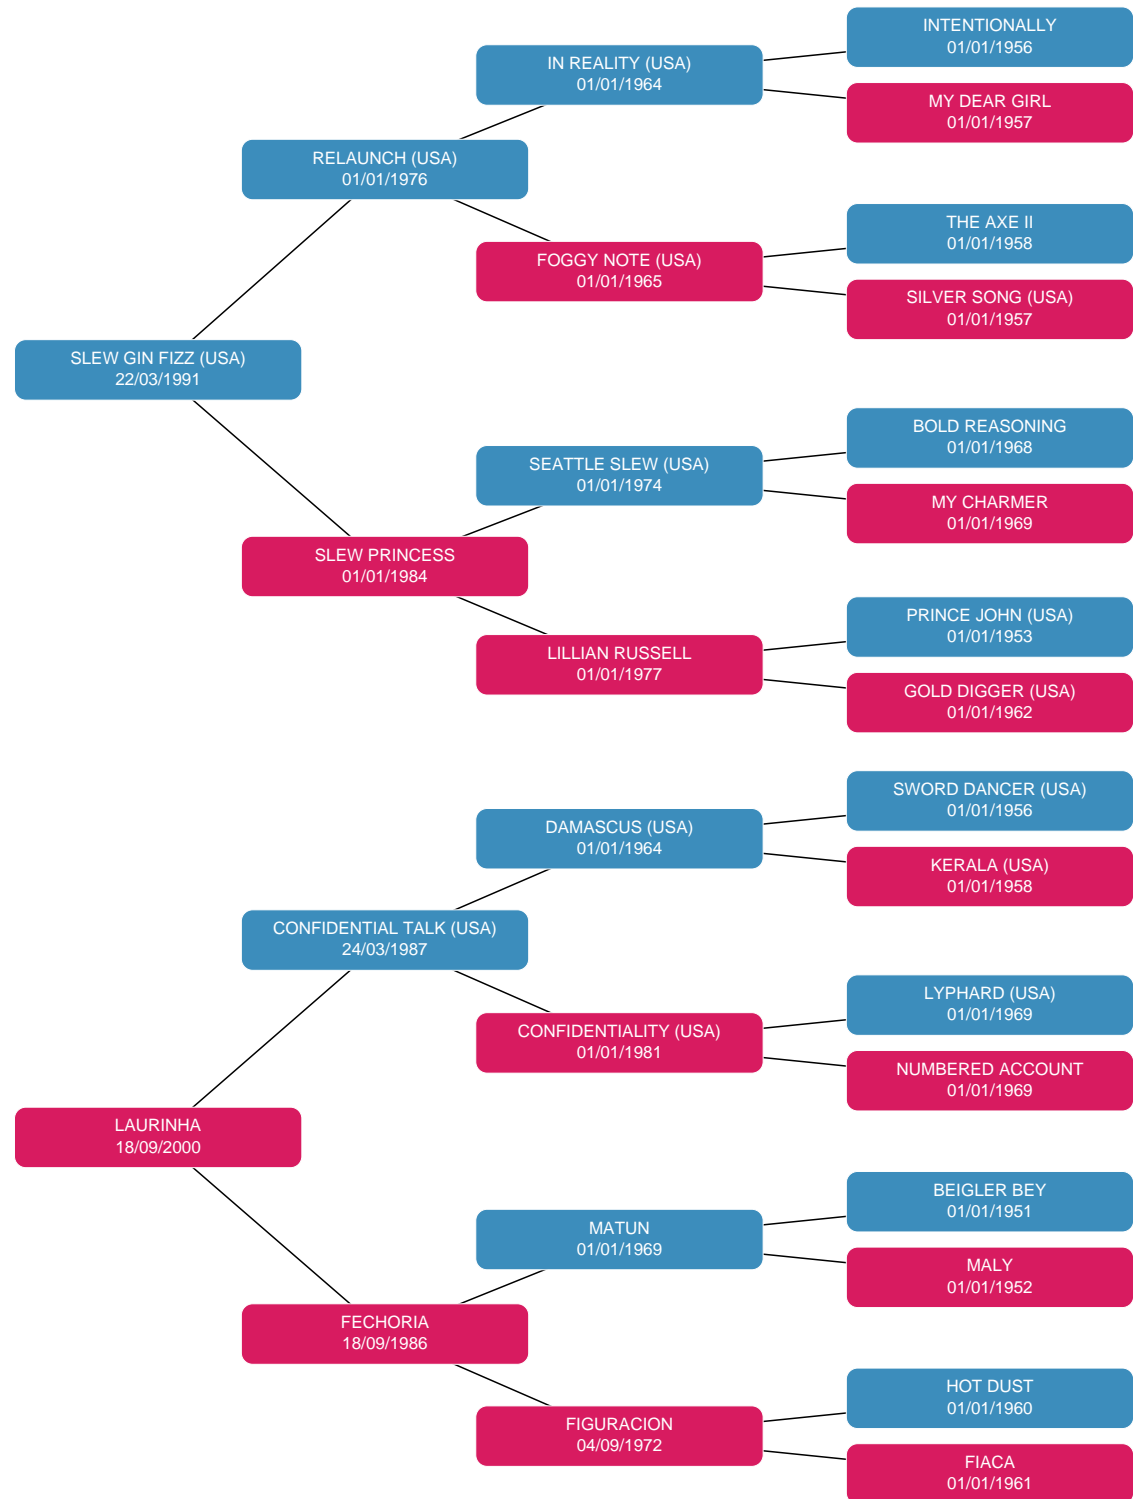 INTENTIONALLY
01/01/1956
IN REALITY (USA)
01/01/1964
MY DEAR GIRL
01/01/1957
RELAUNCH (USA)
01/01/1976
THE AXE II
01/01/1958
FOGGY NOTE (USA)
01/01/1965
SILVER SONG (USA)
01/01/1957
SLEW GIN FIZZ (USA)
22/03/1991
BOLD REASONING
01/01/1968
SEATTLE SLEW (USA)
01/01/1974
MY CHARMER
01/01/1969
SLEW PRINCESS
01/01/1984
PRINCE JOHN (USA)
01/01/1953
LILLIAN RUSSELL
01/01/1977
GOLD DIGGER (USA)
01/01/1962
SWORD DANCER (USA)
01/01/1956
DAMASCUS (USA)
01/01/1964
KERALA (USA)
01/01/1958
CONFIDENTIAL TALK (USA)
24/03/1987
LYPHARD (USA)
01/01/1969
CONFIDENTIALITY (USA)
01/01/1981
NUMBERED ACCOUNT
01/01/1969
LAURINHA
18/09/2000
BEIGLER BEY
01/01/1951
MATUN
01/01/1969
MALY
01/01/1952
FECHORIA
18/09/1986
HOT DUST
01/01/1960
FIGURACION
04/09/1972
FIACA
01/01/1961